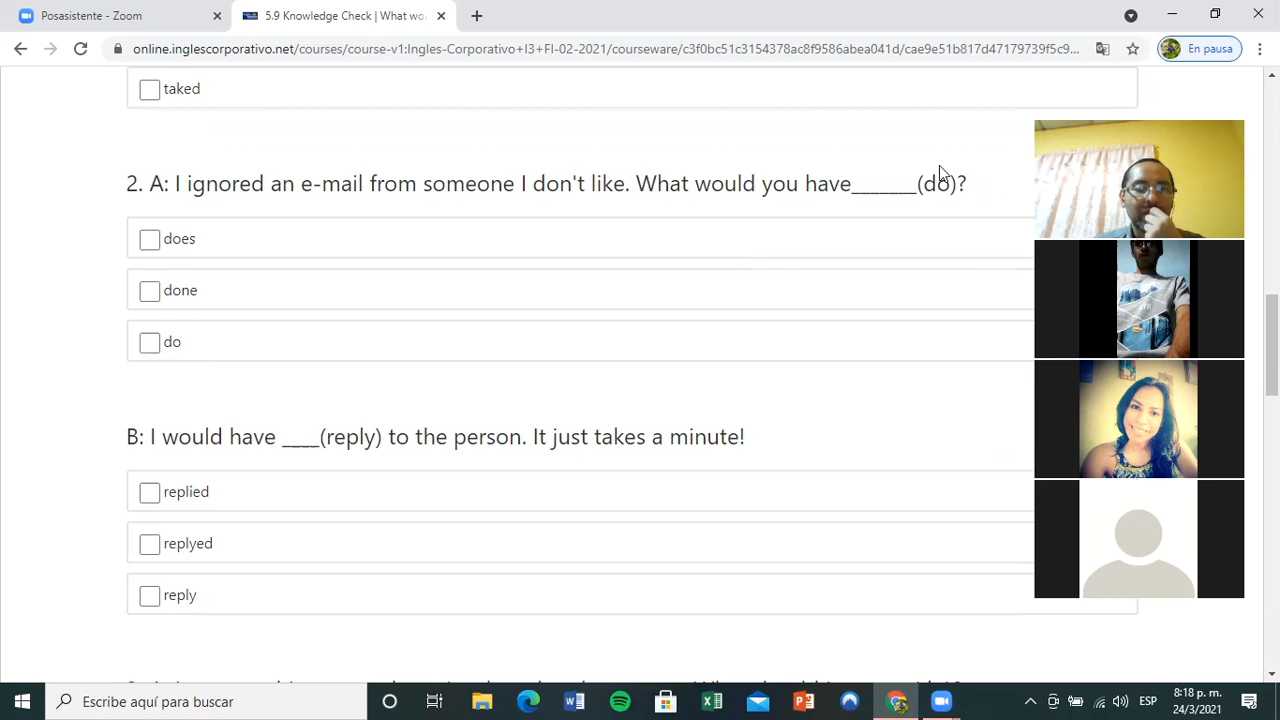 Posasistente - Zoom
5.9 Knowledge Check | What wo
online.inglescorporativo.net/courses/course-v1:Ingles-Corporativo+I3+FI-02-2021/courseware/c3f0bc51c3154378ac8f9586abea041d/cae9e51b817d47179739f5c9...
En pausa
taked
2. A: I ignored an e-mail from someone I don't like. What would you have_______(do)?
does
done
do
B: I would have ____(reply) to the person. It just takes a minute!
replied
replyed
reply
Escribe aquí para buscar
ESP
8:18 p. m.
24/3/2021